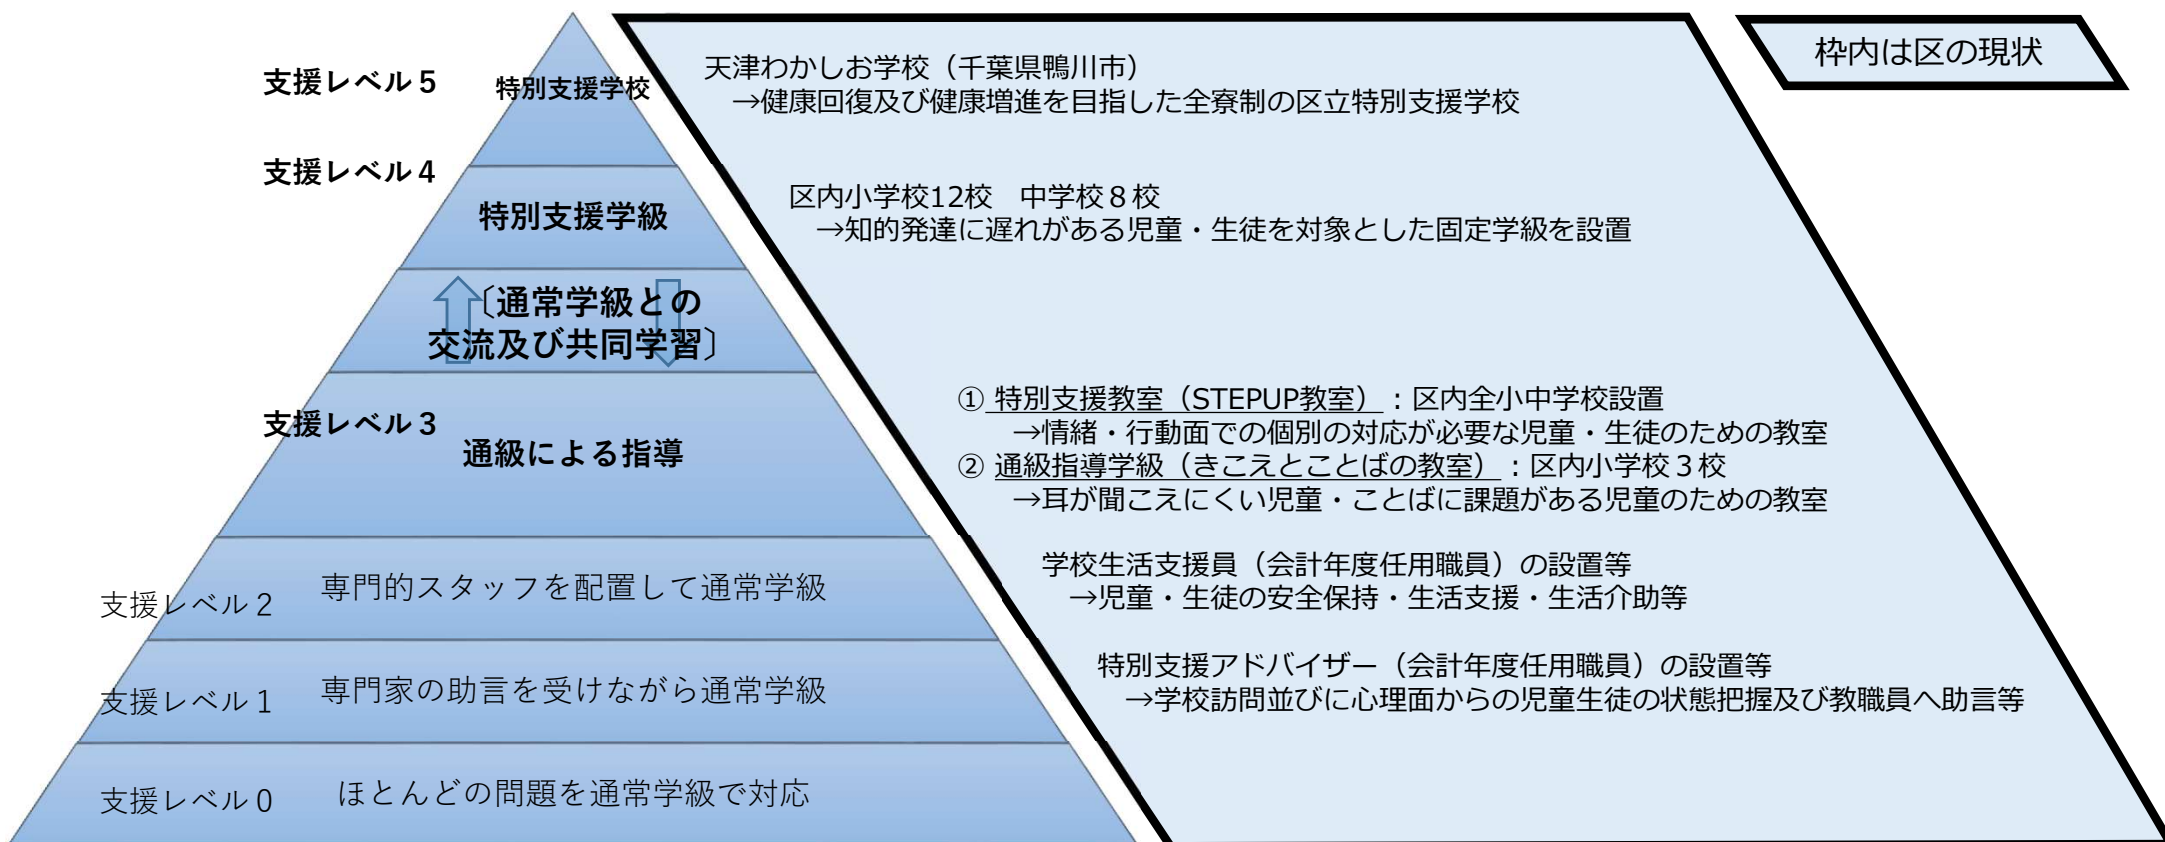 枠内は区の現状
支援レベル５
特別支援学校
天津わかしお学校（千葉県鴨川市）
→健康回復及び健康増進を目指した全寮制の区立特別支援学校
支援レベル４
特別支援学級
区内小学校12校　中学校８校
→知的発達に遅れがある児童・生徒を対象とした固定学級を設置
〔通常学級との
交流及び共同学習〕
支援レベル３
通級による指導
① 特別支援教室（STEPUP教室）：区内全小中学校設置
→情緒・行動面での個別の対応が必要な児童・生徒のための教室
② 通級指導学級（きこえとことばの教室）：区内小学校３校
→耳が聞こえにくい児童・ことばに課題がある児童のための教室
支援レベル２
専門的スタッフを配置して通常学級
学校生活支援員（会計年度任用職員）の設置等
→児童・生徒の安全保持・生活支援・生活介助等
支援レベル１
専門家の助言を受けながら通常学級
特別支援アドバイザー（会計年度任用職員）の設置等
→学校訪問並びに心理面からの児童生徒の状態把握及び教職員へ助言等
支援レベル０
ほとんどの問題を通常学級で対応